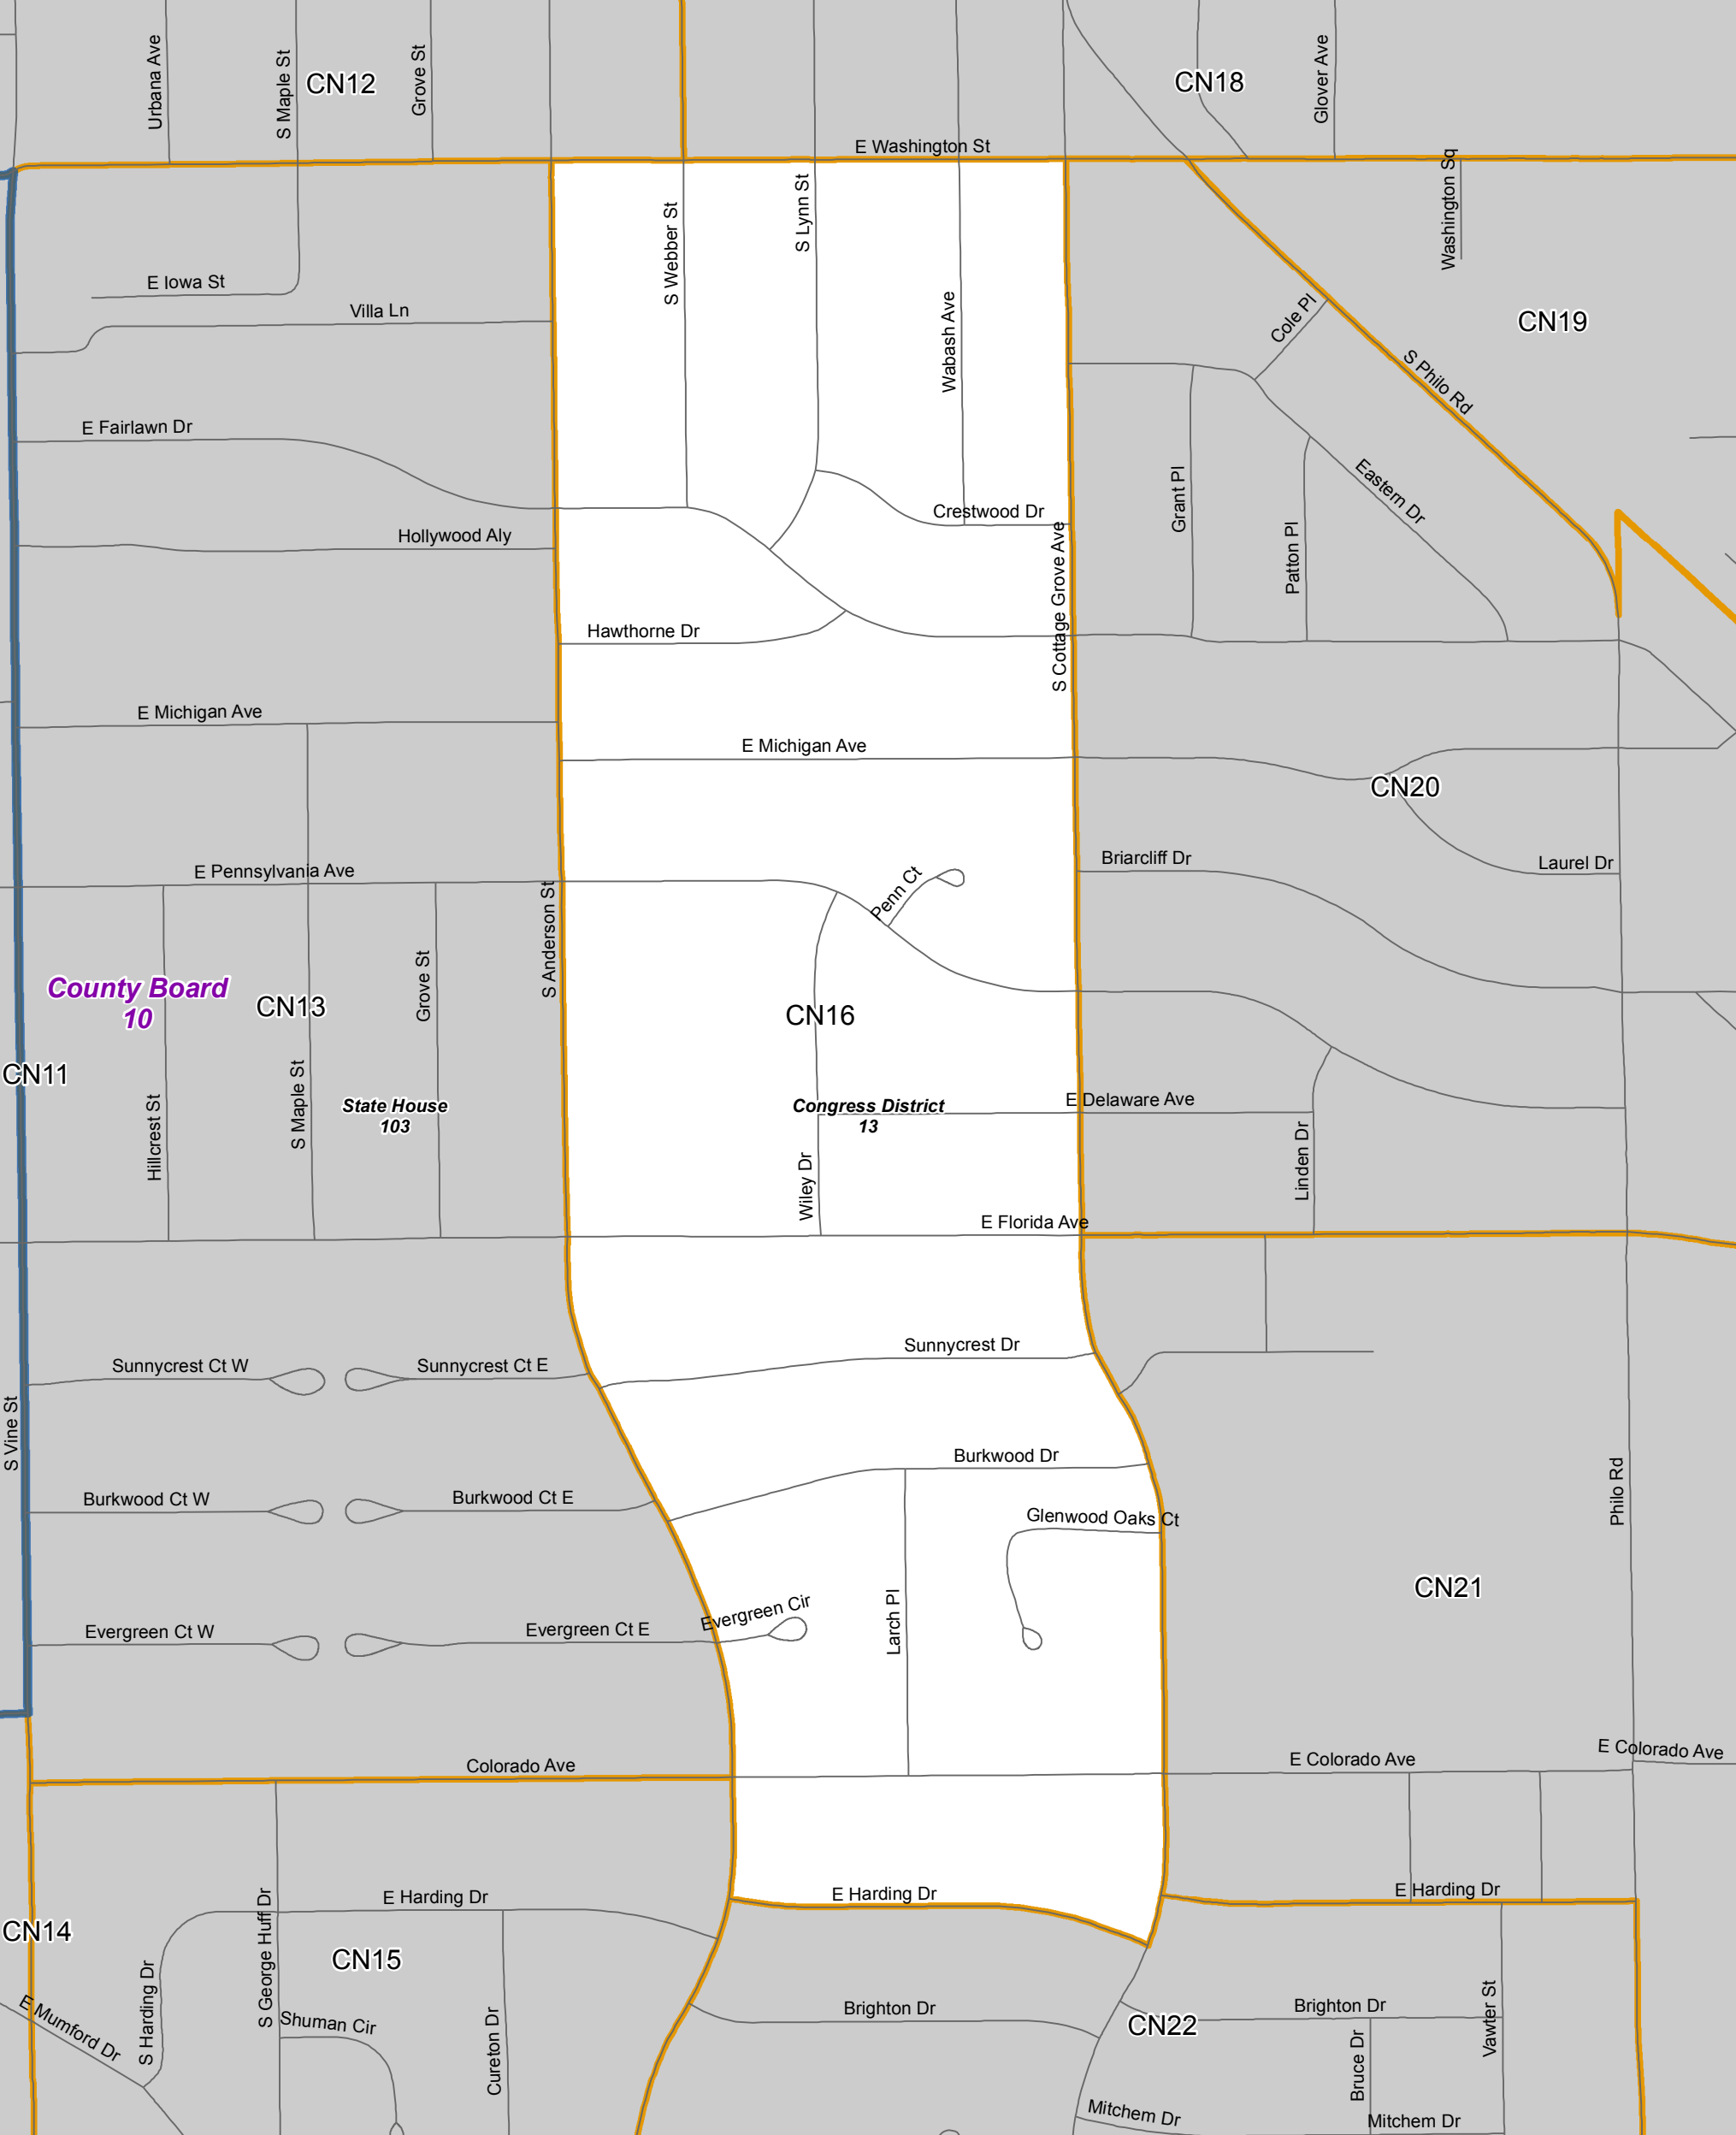 Urbana Ave
S Maple St
Grove St
CN12
CN18
Glover Ave
E Washington St
Washington Sq
S Webber St
S Lynn St
E Iowa St
Villa Ln
Wabash Ave
Cole Pl
CN19
S Philo Rd
E Fairlawn Dr
Hollywood Aly
Crestwood Dr
Grant Pl
Eastern Dr
Patton Pl
S Cottage Grove Ave
Hawthorne Dr
E Michigan Ave
E Michigan Ave
CN20
Briarcliff Dr
Laurel Dr
E Pennsylvania Ave
Penn Ct
S Anderson St
County Board
10
CN13
Grove St
CN16
CN11
S Maple St
Hillcrest St
State House
103
Congress District
13
E Delaware Ave
Wiley Dr
Linden Dr
E Florida Ave
Sunnycrest Dr
Sunnycrest Ct W
Sunnycrest Ct E
S Vine St
Burkwood Dr
Burkwood Ct W
Burkwood Ct E
Glenwood Oaks Ct
Philo Rd
CN21
Evergreen Ct W
Evergreen Ct E
Evergreen Cir
Larch Pl
Colorado Ave
E Colorado Ave
E Colorado Ave
E Harding Dr
E Harding Dr
E Harding Dr
CN14
S George Huff Dr
CN15
S Harding Dr
E Mumford Dr
Shuman Cir
Cureton Dr
Brighton Dr
CN22
Brighton Dr
Vawter St
Bruce Dr
Mitchem Dr
Mitchem Dr